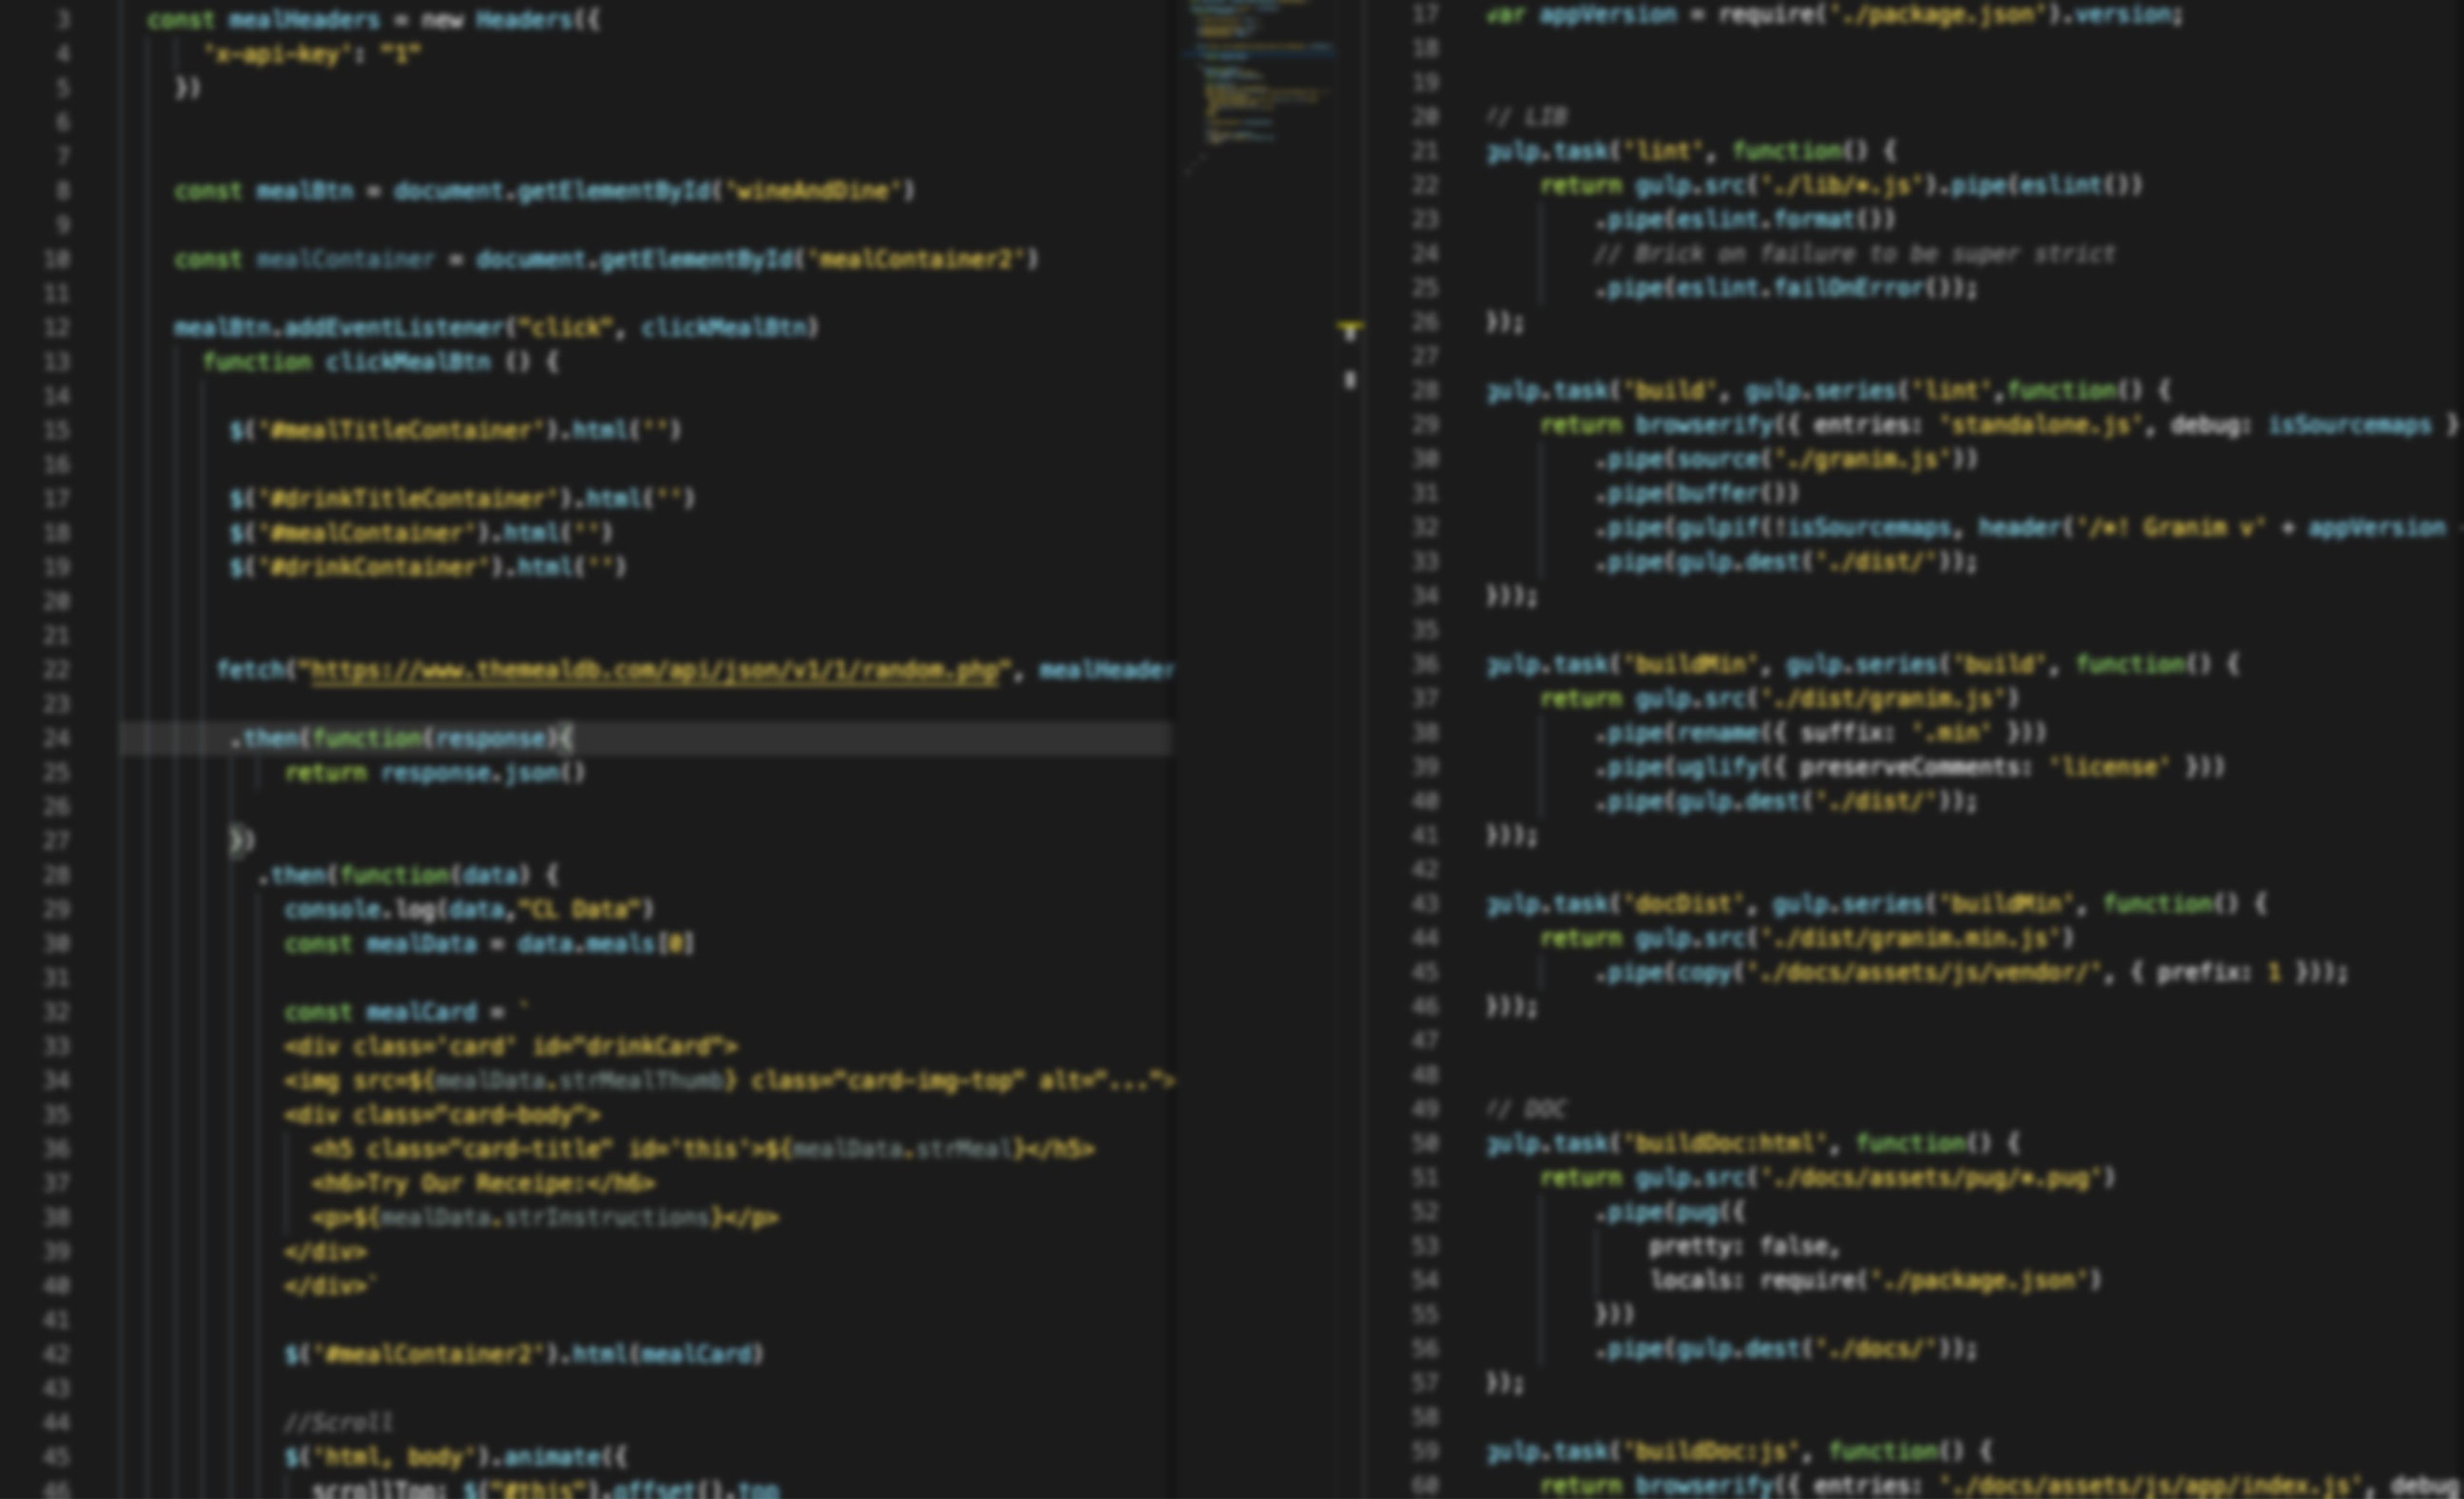 3 const mealHeaders = new Headers({
4 'x-api-key': "1"
5 })
6
7
8 const mealBtn = document.getElementById('wineAndDine')
9
10 const mealContainer = document.getElementById('mealContainer2')
11
12 mealBtn.addEventListener("click", clickMealBtn)
13 function clickMealBtn () {
14
15 $('#mealTitleContainer').html('')
16
17 $('#drinkTitleContainer').html('')
18 $('#mealContainer').html('')
19 $('#drinkContainer').html('')
20
21
22 fetch("https://www.themealdb.com/api/json/v1/1/random.php", mealHeader
23
24 .then(function(response){
25 return response.json()
26
27 })
28 .then(function(data) {
29 console.log(data,"CL Data")
30 const mealData = data.meals[0]
31
32 const mealCard = `
33 <div class='card' id="drinkCard">
34 <img src=${mealData.strMealThumb} class="card-img-top" alt="...">
35 <div class="card-body">
36 <h5 class="card-title" id='this'>${mealData.strMeal}</h5>
37 <h6>Try Our Receipe:</h6>
38 <p>${mealData.strInstructions}</p>
39 </div>
40 </div>`
41
42 $('#mealContainer2').html(mealCard)
43
44 //Scroll
45 $('html, body').animate({
46 scrollTop: $("#this").offset().top
17 var appVersion = require('./package.json').version;
18
19
20 // LIB
21 gulp.task('lint', function() {
22 return gulp.src('./lib/*.js').pipe(eslint())
23 .pipe(eslint.format())
24 // Brick on failure to be super strict
25 .pipe(eslint.failOnError());
26 });
27
28 gulp.task('build', gulp.series('lint',function() {
29 return browserify({ entries: 'standalone.js', debug: isSourcemaps }
30 .pipe(source('./granim.js'))
31 .pipe(buffer())
32 .pipe(gulpif(!isSourcemaps, header('/*! Granim v' + appVersion
33 .pipe(gulp.dest('./dist/'));
34 }));
35
36 gulp.task('buildMin', gulp.series('build', function() {
37 return gulp.src('./dist/granim.js')
38 .pipe(rename({ suffix: '.min' }))
39 .pipe(uglify({ preserveComments: 'license' }))
40 .pipe(gulp.dest('./dist/'));
41 }));
42
43 gulp.task('docDist', gulp.series('buildMin', function() {
44 return gulp.src('./dist/granim.min.js')
45 .pipe(copy('./docs/assets/js/vendor/', { prefix: 1 }));
46 }));
47
48
49 // DOC
50 gulp.task('buildDoc:html', function() {
51 return gulp.src('./docs/assets/pug/*.pug')
52 .pipe(pug({
53 pretty: false,
54 locals: require('./package.json')
55 }))
56 .pipe(gulp.dest('./docs/'));
57 });
58
59 gulp.task('buildDoc:js', function() {
60 return browserify({ entries: './docs/assets/js/app/index.js', debug